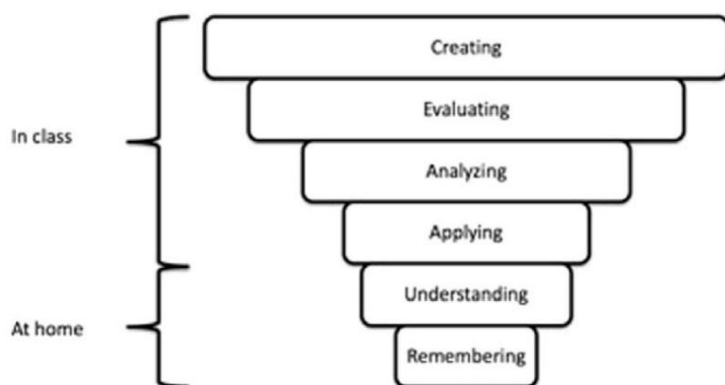 Creating
Evaluating
In class
Analyzing
Applying
Understanding
At home
Remembering